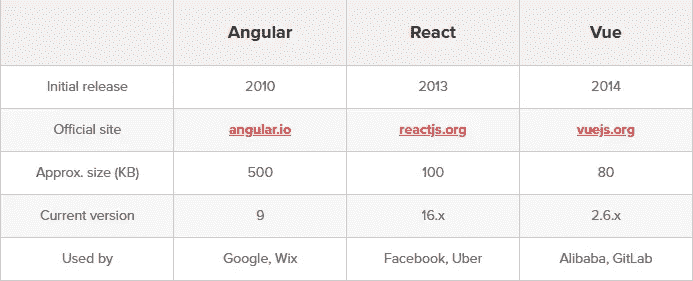 Angular React Vue
Initial release 2010 2013 2014
Official site angular.io reactjs.org vuejs.org
Approx. size (KB) 500 100 80
Current version 9 16.x 2.6.x
Used by Google, Wix Facebook, Uber Alibaba, GitLab